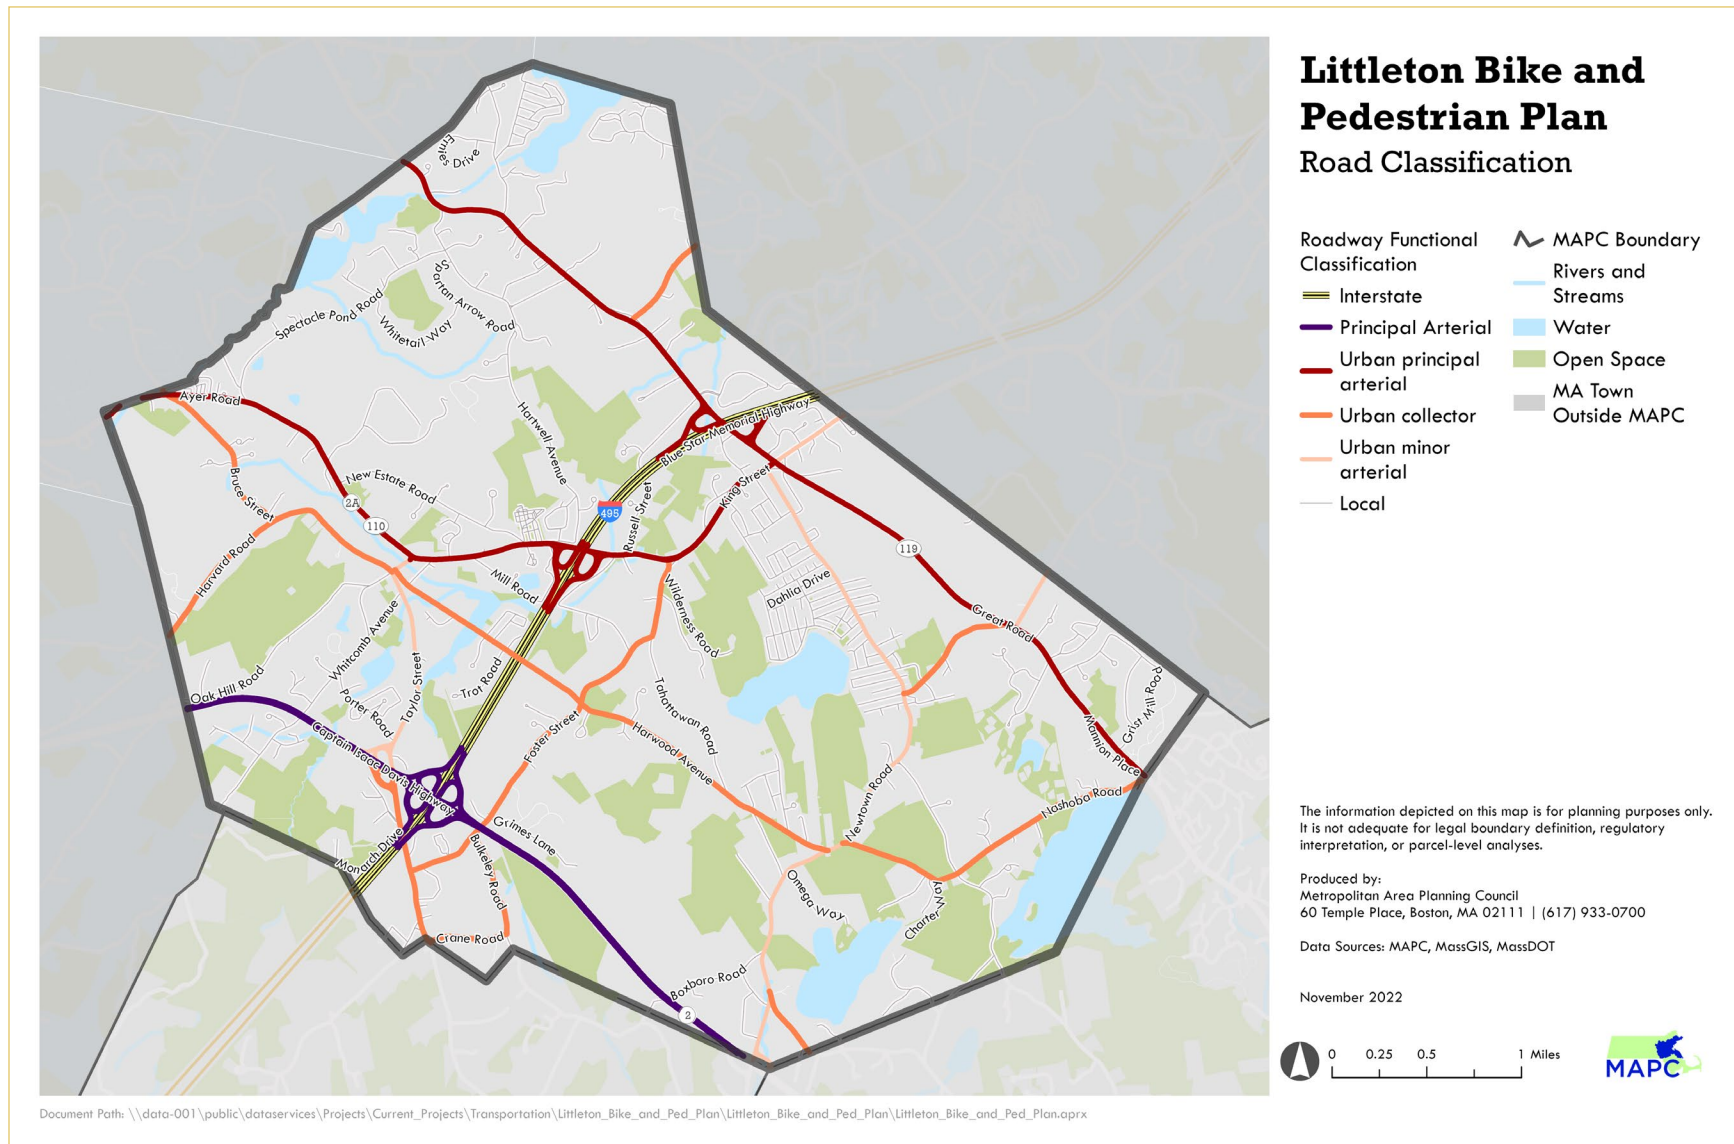 Littleton Bike and
Pedestrian Plan
Road Classification
Roadway Functional
Classification
Interstate
Principal Arterial
Urban principal
arterial
Urban collector
Urban minor
arterial
Local
MAPC Boundary
Rivers and
Streams
Water
Open Space
MA Town
Outside MAPC
Ernies Drive
Spartan Arrow Road
Spectacle Pond Road
Whitetail Way
Ayer Road
Hartwell Avenue
Blue Star Memorial Highway
New Estate Road
Bruce Street
2A
110
495
Russell Street
King Street
119
Harvard Road
Mill Road
Wilderness Road
Dahlia Drive
Great Road
Whitcomb Avenue
Taylor Street
Trot Road
Oak Hill Road
Porter Road
Tahattawan Road
Grist Mill Road
Mannion Place
Captain Isaac Davis Highway
Foster Street
Harwood Avenue
Newtown Road
Nashoba Road
Monarch Drive
Grimes Lane
Bulkeley Road
Omega Way
Charter Way
Crane Road
Boxboro Road
2
The information depicted on this map is for planning purposes only.
It is not adequate for legal boundary definition, regulatory
interpretation, or parcel-level analyses.
Produced by:
Metropolitan Area Planning Council
60 Temple Place, Boston, MA 02111 | (617) 933-0700
Data Sources: MAPC, MassGIS, MassDOT
November 2022
0 0.25 0.5 1 Miles
MAPC
Document Path: \\data-001\public\dataservices\Projects\Current_Projects\Transportation\Littleton_Bike_and_Ped_Plan\Littleton_Bike_and_Ped_Plan\Littleton_Bike_and_Ped_Plan.aprx